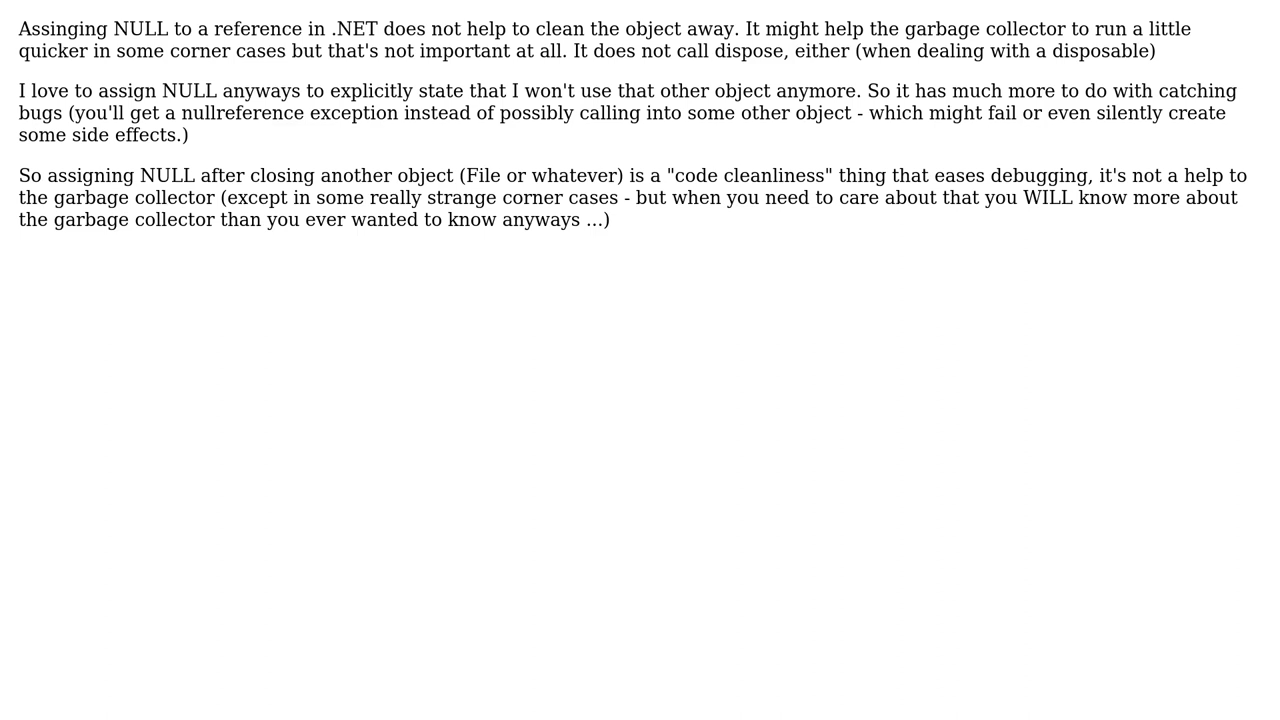 Assinging NULL to a reference in .NET does not help to clean the object away. It might help the garbage collector to run a little
quicker in some corner cases but that's not important at all. It does not call dispose, either (when dealing with a disposable)
I love to assign NULL anyways to explicitly state that I won't use that other object anymore. So it has much more to do with catching
bugs (you'll get a nullreference exception instead of possibly calling into some other object - which might fail or even silently create
some side effects.)
So assigning NULL after closing another object (File or whatever) is a "code cleanliness" thing that eases debugging, it's not a help to
the garbage collector (except in some really strange corner cases - but when you need to care about that you WILL know more about
the garbage collector than you ever wanted to know anyways ...)